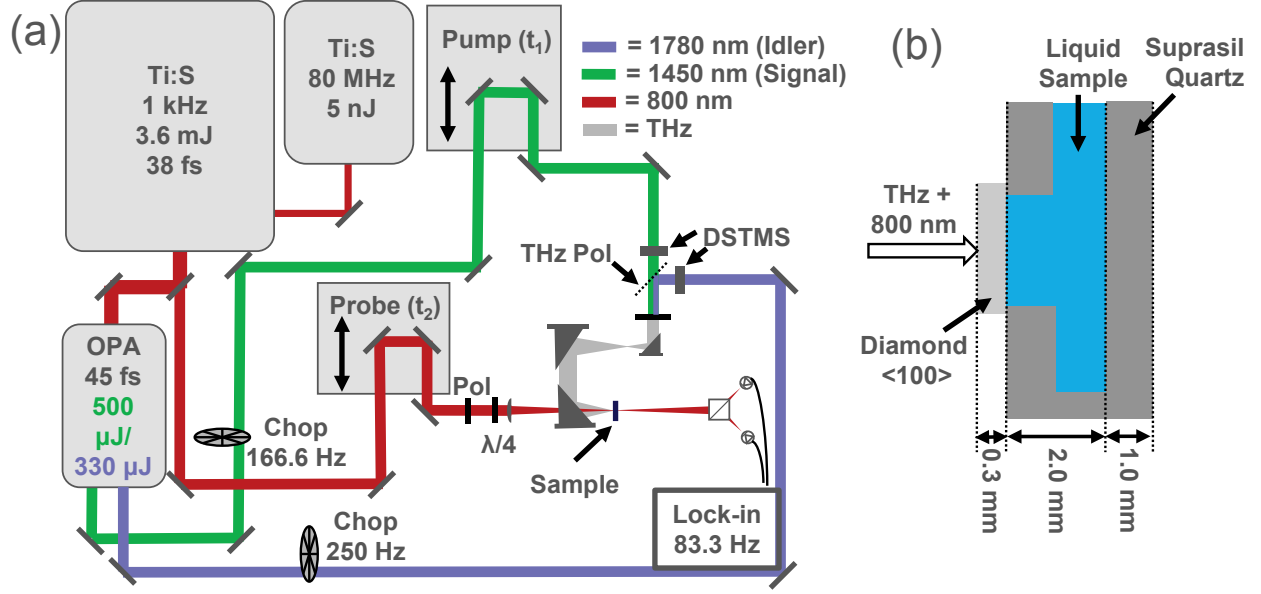 (a)
Ti:S
1 kHz
3.6 mJ
38 fs
Ti:S
80 MHz
5 nJ
Pump (t₁)
= 1780 nm (Idler)
= 1450 nm (Signal)
= 800 nm
= THz
DSTMS
THz Pol
Probe (t₂)
OPA
45 fs
500
µJ/
330 µJ
Chop
166.6 Hz
Pol
λ/4
Sample
Chop
250 Hz
Lock-in
83.3 Hz
(b)
Liquid
Sample
Suprasil
Quartz
THz +
800 nm
Diamond
<100>
0.3 mm
2.0 mm
1.0 mm